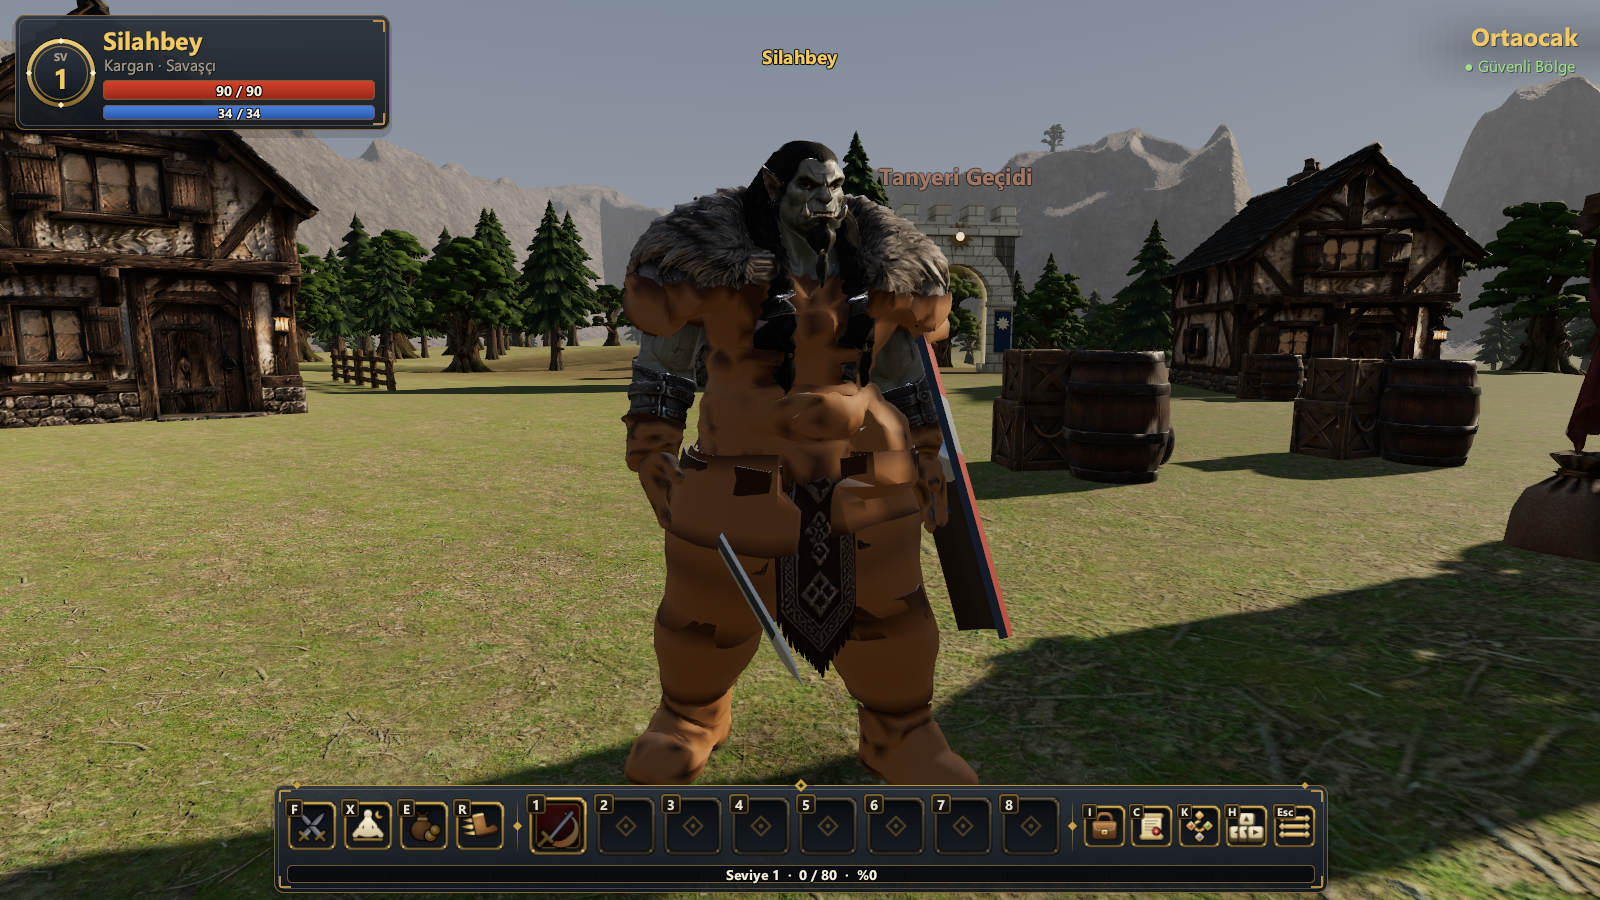 Silahbey
SV
1
Kargan · Savaşçı
90 / 90
34 / 34
Silahbey
Ortaocak
Güvenli Bölge
Tanyeri Geçidi
F
X
E
R
1
2
3
4
5
6
7
8
I
C
K
H
Esc
Seviye 1 · 0 / 80 · %0